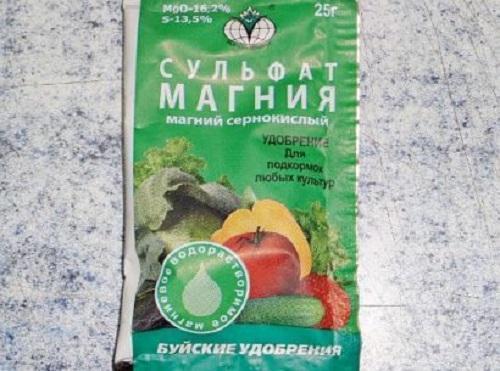 MgO-16,2%
S-13,5%
25г
СУЛЬФАТ
МАГНИЯ
магний сернокислый
УДОБРЕНИЕ
Для
подкормок
любых культур
магниевое водорастворимое
БУЙСКИЕ УДОБРЕНИЯ